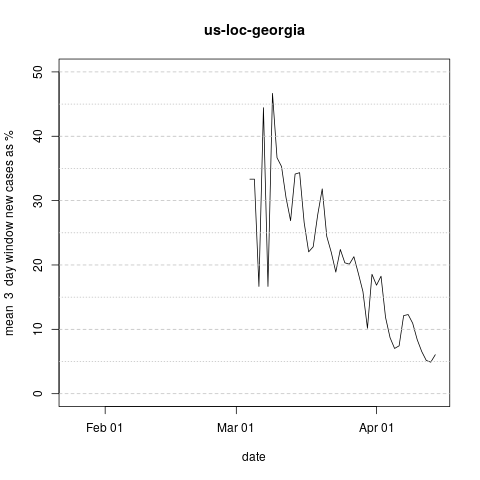 us-loc-georgia
mean 3 day window new cases as %
50
40
30
20
10
0
Feb 01
Mar 01
Apr 01
date